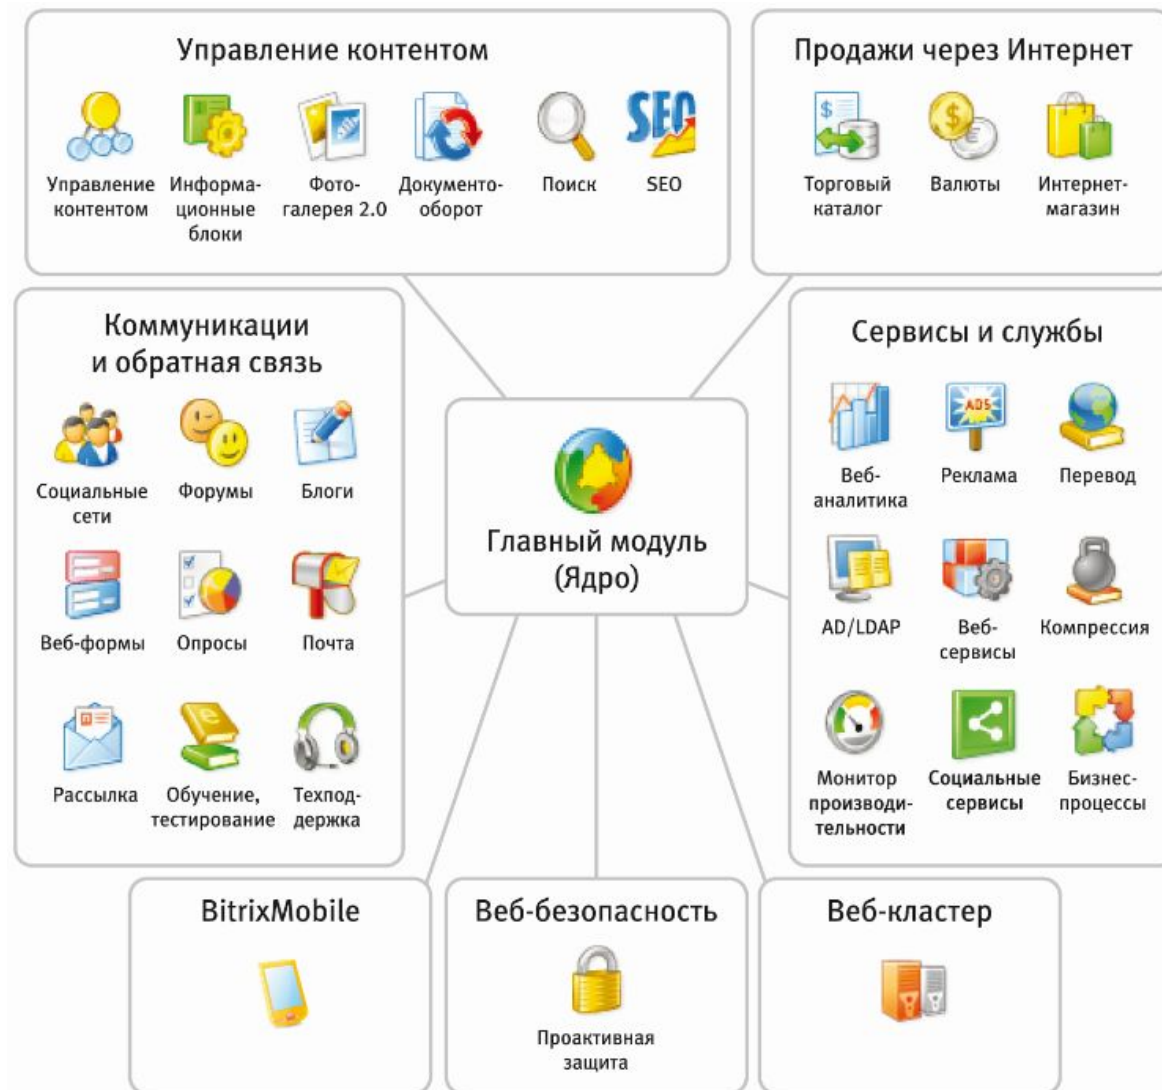 Управление контентом
Управление
контентом
Информа-
ционные
блоки
Фото-
галерея 2.0
Документо-
оборот
Поиск
SEO
SEO
Продажи через Интернет
$
Торговый
каталог
$
€
Валюты
Интернет-
магазин
Коммуникации
и обратная связь
Социальные
сети
Форумы
Блоги
Веб-формы
Опросы
Почта
Рассылка
e
Обучение,
тестирование
Техпод-
держка
Главный модуль
(Ядро)
Сервисы и службы
Веб-
аналитика
ADS
Реклама
Перевод
AD/LDAP
Веб-
сервисы
Компрессия
Монитор
производи-
тельности
Социальные
сервисы
Бизнес-
процессы
BitrixMobile
Веб-безопасность
Проактивная
защита
Веб-кластер